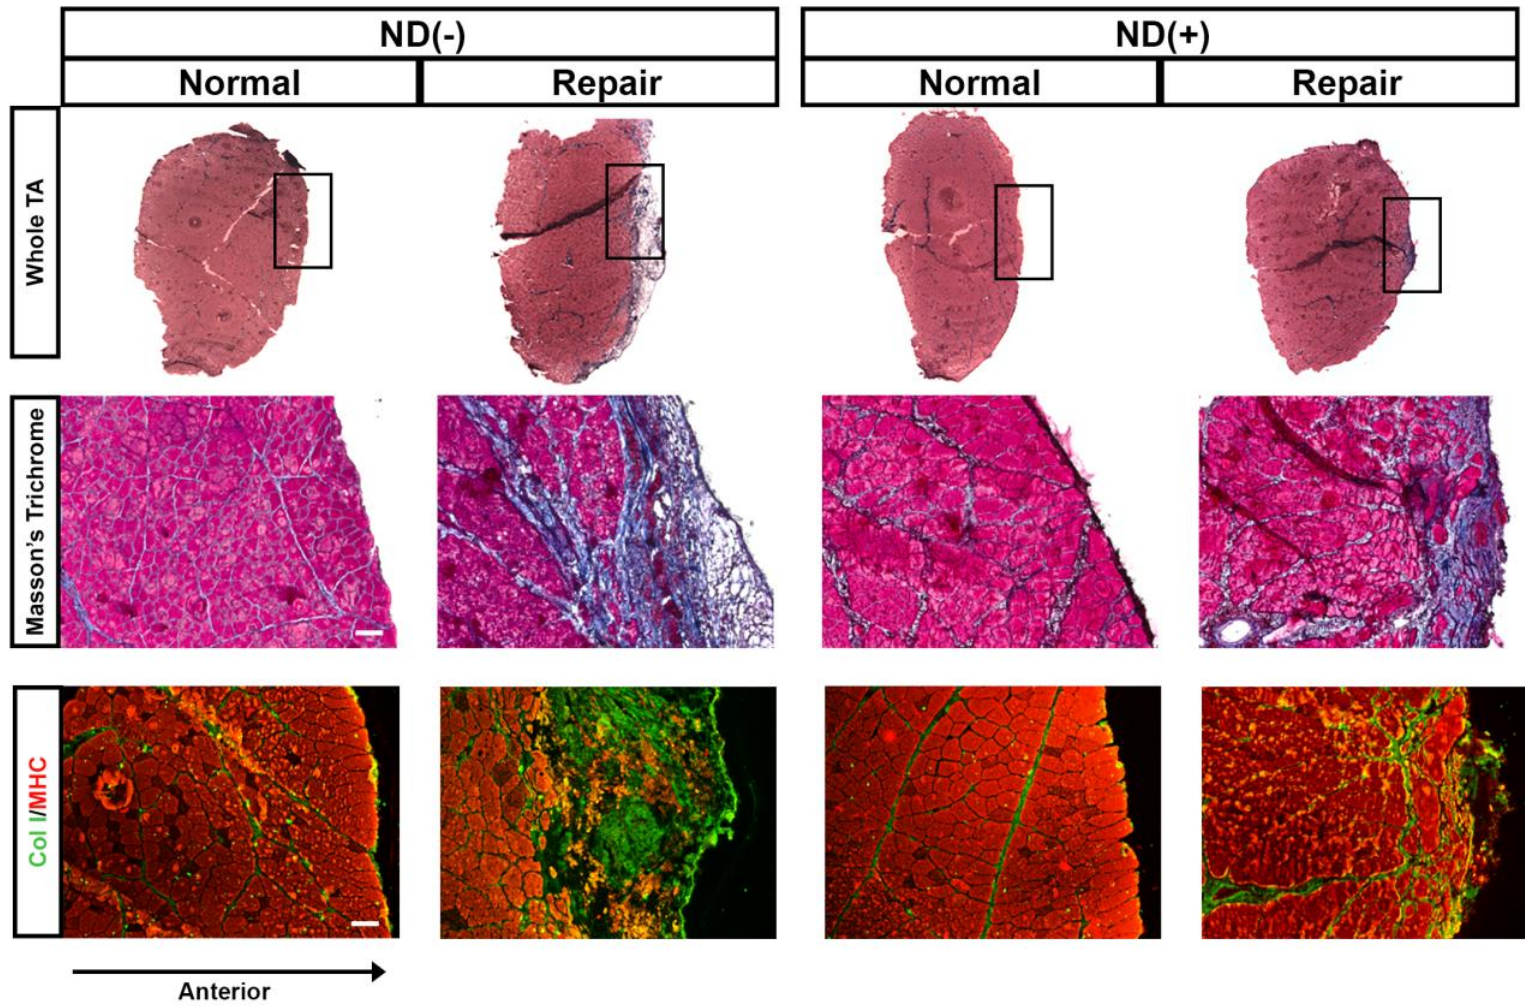 ND(-)
ND(+)
Normal
Repair
Normal
Repair
Whole TA
Masson's Trichrome
Col I/MHC
Anterior